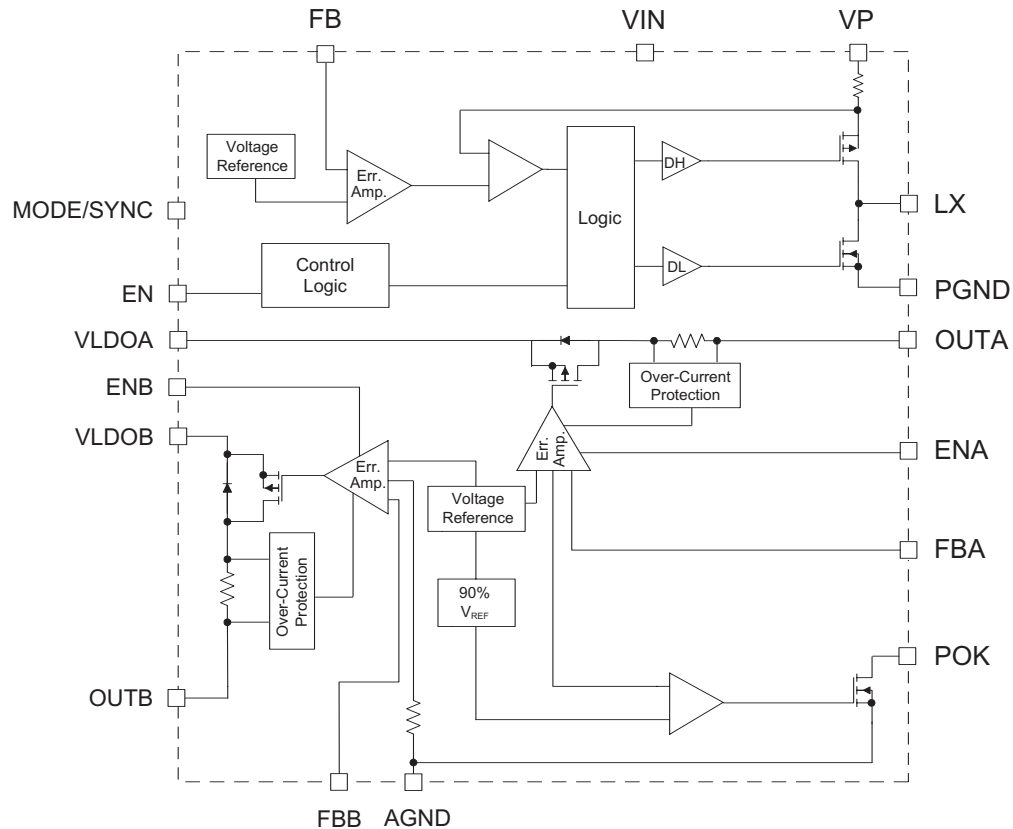 FB
VIN
VP
Voltage
Reference
Err.
Amp.
DH
MODE/SYNC
LX
Logic
Control
Logic
DL
EN
PGND
VLDOA
OUTA
Over-Current
Protection
ENB
VLDOB
Err.
Amp.
ENA
Err.
Amp.
Voltage
Reference
FBA
Over-Current
Protection
90%
VREF
POK
OUTB
FBB
AGND